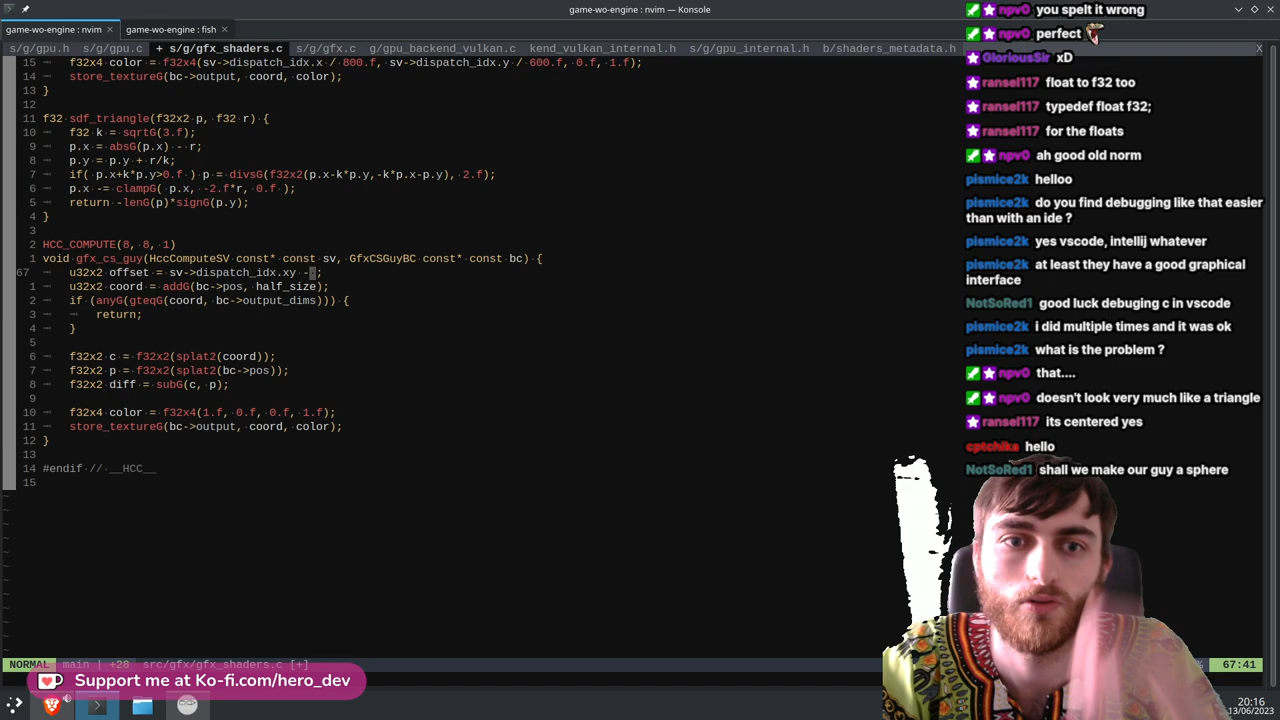 game-wo-engine : nvim — Konsole
game-wo-engine : nvim
game-wo-engine : fish
s/g/gpu.h s/g/gpu.c + s/g/gfx_shaders.c s/g/gpu_backend_vulkan.c kend_vulkan_internal.h s/g/gpu_internal.h b/shaders_metadata.h X
15 f32x4 color = f32x4(sv->dispatch_idx.x / 800.f, sv->dispatch_idx.y / 600.f, 0.f, 1.f);
14 store_textureG(bc->output, coord, color);
13 }
12
11 f32 sdf_triangle(f32x2 p, f32 r) {
10 f32 k = sqrtG(3.f);
9 p.x = absG(p.x) - r;
8 p.y = p.y + r/k;
7 if( p.x+k*p.y>0.f ) p = divsG(f32x2(p.x-k*p.y,-k*p.x-p.y), 2.f);
6 p.x -= clampG( p.x, -2.f*r, 0.f );
5 return -lenG(p)*signG(p.y);
4 }
3
2 HCC_COMPUTE(8, 8, 1)
1 void gfx_cs_guy(HccComputeSV const* const sv, GfxCSGuyBC const* const bc) {
67 u32x2 offset = sv->dispatch_idx.xy - ;
1 u32x2 coord = addG(bc->pos, half_size);
2 if (anyG(gteqG(coord, bc->output_dims))) {
3 return;
4 }
5
6 f32x2 c = f32x2(splat2(coord));
7 f32x2 p = f32x2(splat2(bc->pos));
8 f32x2 diff = subG(c, p);
9
10 f32x4 color = f32x4(1.f, 0.f, 0.f, 1.f);
11 store_textureG(bc->output, coord, color);
12 }
13
14 #endif // __HCC__
15
NORMAL main | +28 src/gfx/gfx_shaders.c [+] 67:41
Support me at Ko-fi.com/hero_dev
20:16
13/06/2023
npv0 you spelt it wrong
npv0 perfect
GloriousSir xD
ransel117 float to f32 too
ransel117 typedef float f32;
ransel117 for the floats
npv0 ah good old norm
pismice2k helloo
pismice2k do you find debugging like that easier
than with an ide ?
pismice2k yes vscode, intellij whatever
pismice2k at least they have a good graphical
interface
NotSoRed1 good luck debuging c in vscode
pismice2k i did multiple times and it was ok
pismice2k what is the problem ?
npv0 that....
npv0 doesn't look very much like a triangle
ransel117 its centered yes
cptchika hello
NotSoRed1 shall we make our guy a sphere